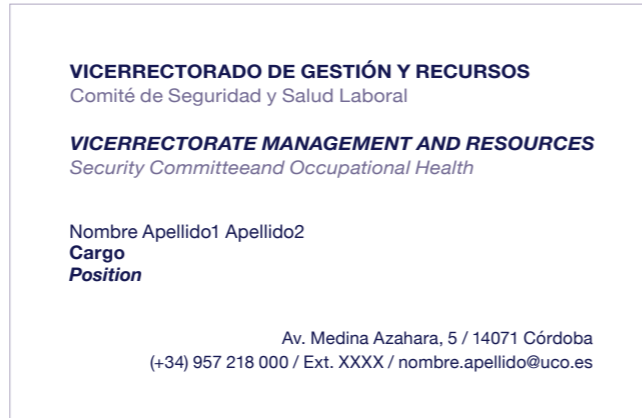 VICERRECTORADO DE GESTIÓN Y RECURSOS
Comité de Seguridad y Salud Laboral
VICERRECTORATE MANAGEMENT AND RESOURCES
Security Committeeand Occupational Health
Nombre Apellido1 Apellido2
Cargo
Position
Av. Medina Azahara, 5 / 14071 Córdoba
(+34) 957 218 000 / Ext. XXXX / nombre.apellido@uco.es